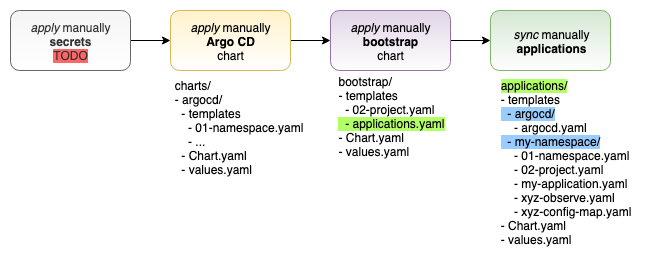 apply manually
secrets
TODO
apply manually
Argo CD
chart
apply manually
bootstrap
chart
sync manually
applications
charts/
- argocd/
- templates
- 01-namespace.yaml
- ...
- Chart.yaml
- values.yaml
bootstrap/
- templates
- 02-project.yaml
- applications.yaml
- Chart.yaml
- values.yaml
applications/
- templates
- argocd/
- argocd.yaml
- my-namespace/
- 01-namespace.yaml
- 02-project.yaml
- my-application.yaml
- xyz-observe.yaml
- xyz-config-map.yaml
- Chart.yaml
- values.yaml